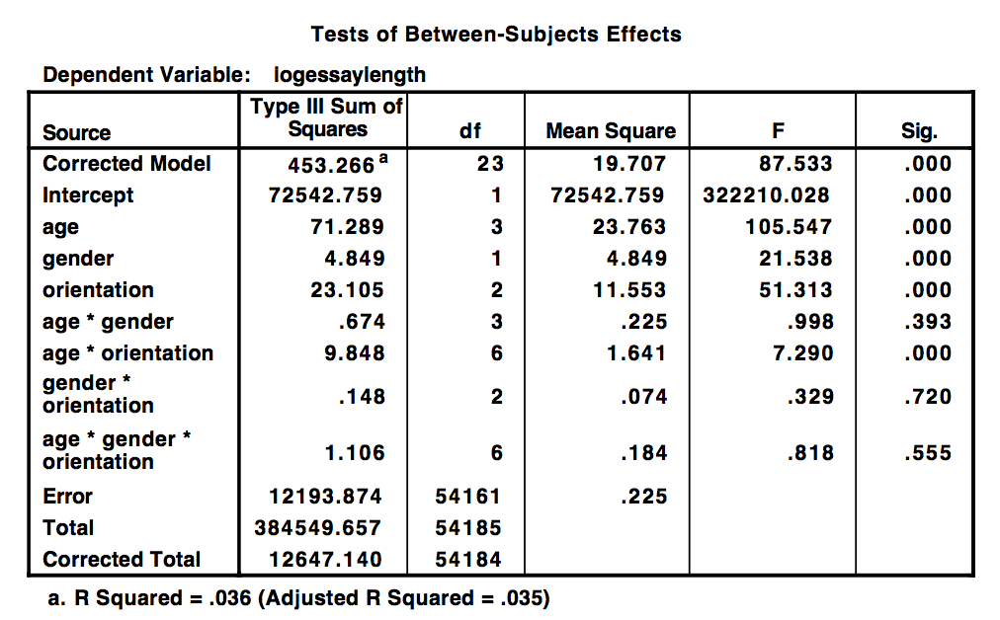 Tests of Between-Subjects Effects
Dependent Variable: logessaylength
Source Type III Sum of Squares df Mean Square F Sig.
Corrected Model 453.266 a 23 19.707 87.533 .000
Intercept 72542.759 1 72542.759 322210.028 .000
age 71.289 3 23.763 105.547 .000
gender 4.849 1 4.849 21.538 .000
orientation 23.105 2 11.553 51.313 .000
age * gender .674 3 .225 .998 .393
age * orientation 9.848 6 1.641 7.290 .000
gender * orientation .148 2 .074 .329 .720
age * gender * orientation 1.106 6 .184 .818 .555
Error 12193.874 54161 .225
Total 384549.657 54185
Corrected Total 12647.140 54184
a. R Squared = .036 (Adjusted R Squared = .035)